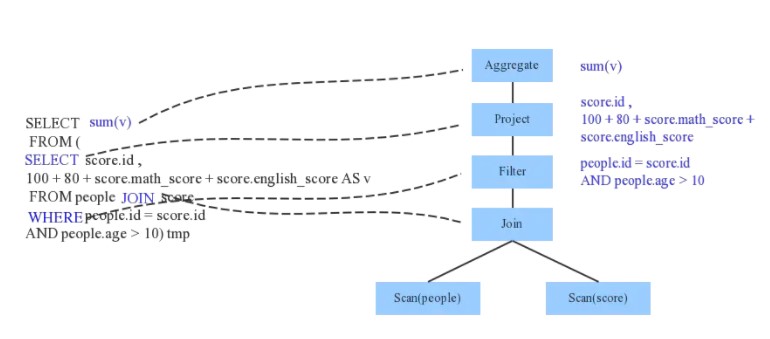 SELECT sum(v)
FROM (
SELECT score.id ,
100 + 80 + score.math_score + score.english_score AS v
FROM people JOIN score
WHERE people.id = score.id
AND people.age > 10) tmp
Aggregate
sum(v)
Project
score.id ,
100 + 80 + score.math_score +
score.english_score
Filter
people.id = score.id
AND people.age > 10
Join
Scan(people)
Scan(score)